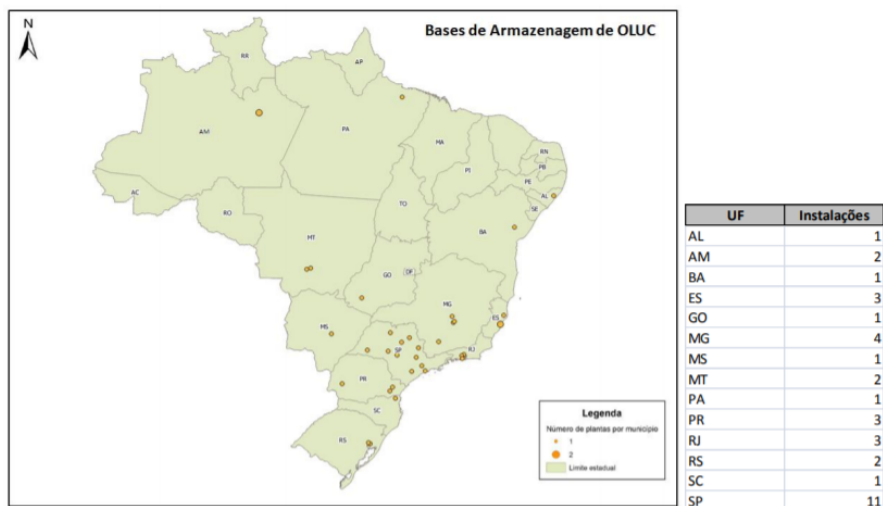 N
Bases de Armazenagem de OLUC
RR
AP
AM
PA
MA
RN
PB
PI
PE
AL
SE
AC
TO
RO
BA
MT
GO
DF
MG
ES
MS
SP
RJ
PR
SC
RS
Legenda
Número de plantas por município
1
2
Limite estadual
UF Instalações
AL 1
AM 2
BA 1
ES 3
GO 1
MG 4
MS 1
MT 2
PA 1
PR 3
RJ 3
RS 2
SC 1
SP 11